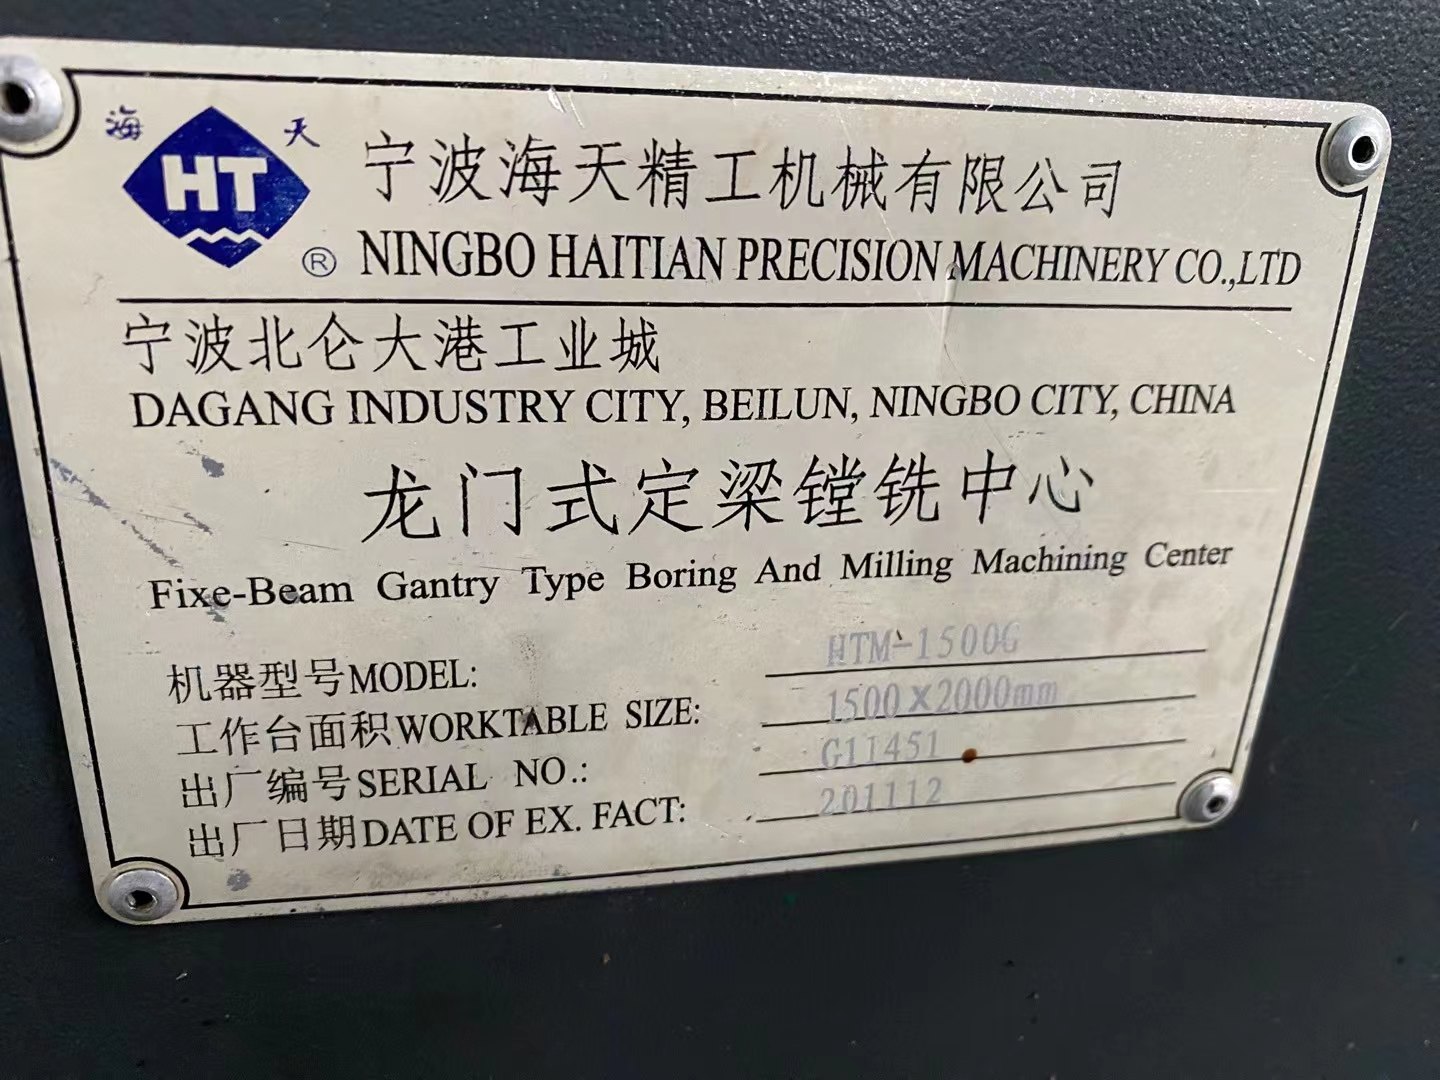 海 天
HT ®
宁波海天精工机械有限公司
NINGBO HAITIAN PRECISION MACHINERY CO.,LTD
宁波北仑大港工业城
DAGANG INDUSTRY CITY, BEILUN, NINGBO CITY, CHINA
龙门式定梁镗铣中心
Fixe-Beam Gantry Type Boring And Milling Machining Center
机器型号MODEL: HTM-1500G
工作台面积WORKTABLE SIZE: 1500×2000mm
出厂编号SERIAL NO.: G11451
出厂日期DATE OF EX. FACT: 201112